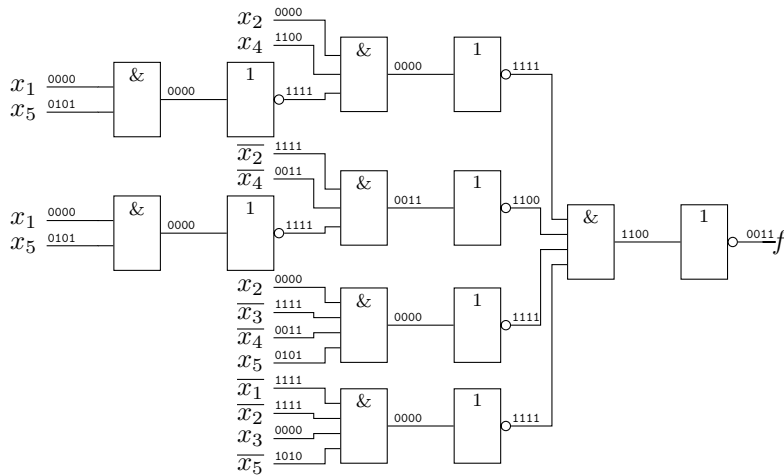 x₂ 0000
x₄ 1100
& 0000
1 1111
x₁ 0000
x₅ 0101
& 0000
1 1111
x̅₂ 1111
x̅₄ 0011
& 0011
1 1100
x₁ 0000
x₅ 0101
& 0000
1 1111
& 1100
1 0011 f
x₂ 0000
x̅₃ 1111
x̅₄ 0011
x₅ 0101
& 0000
1 1111
x̅₁ 1111
x̅₂ 1111
x₃ 0000
x̅₅ 1010
& 0000
1 1111